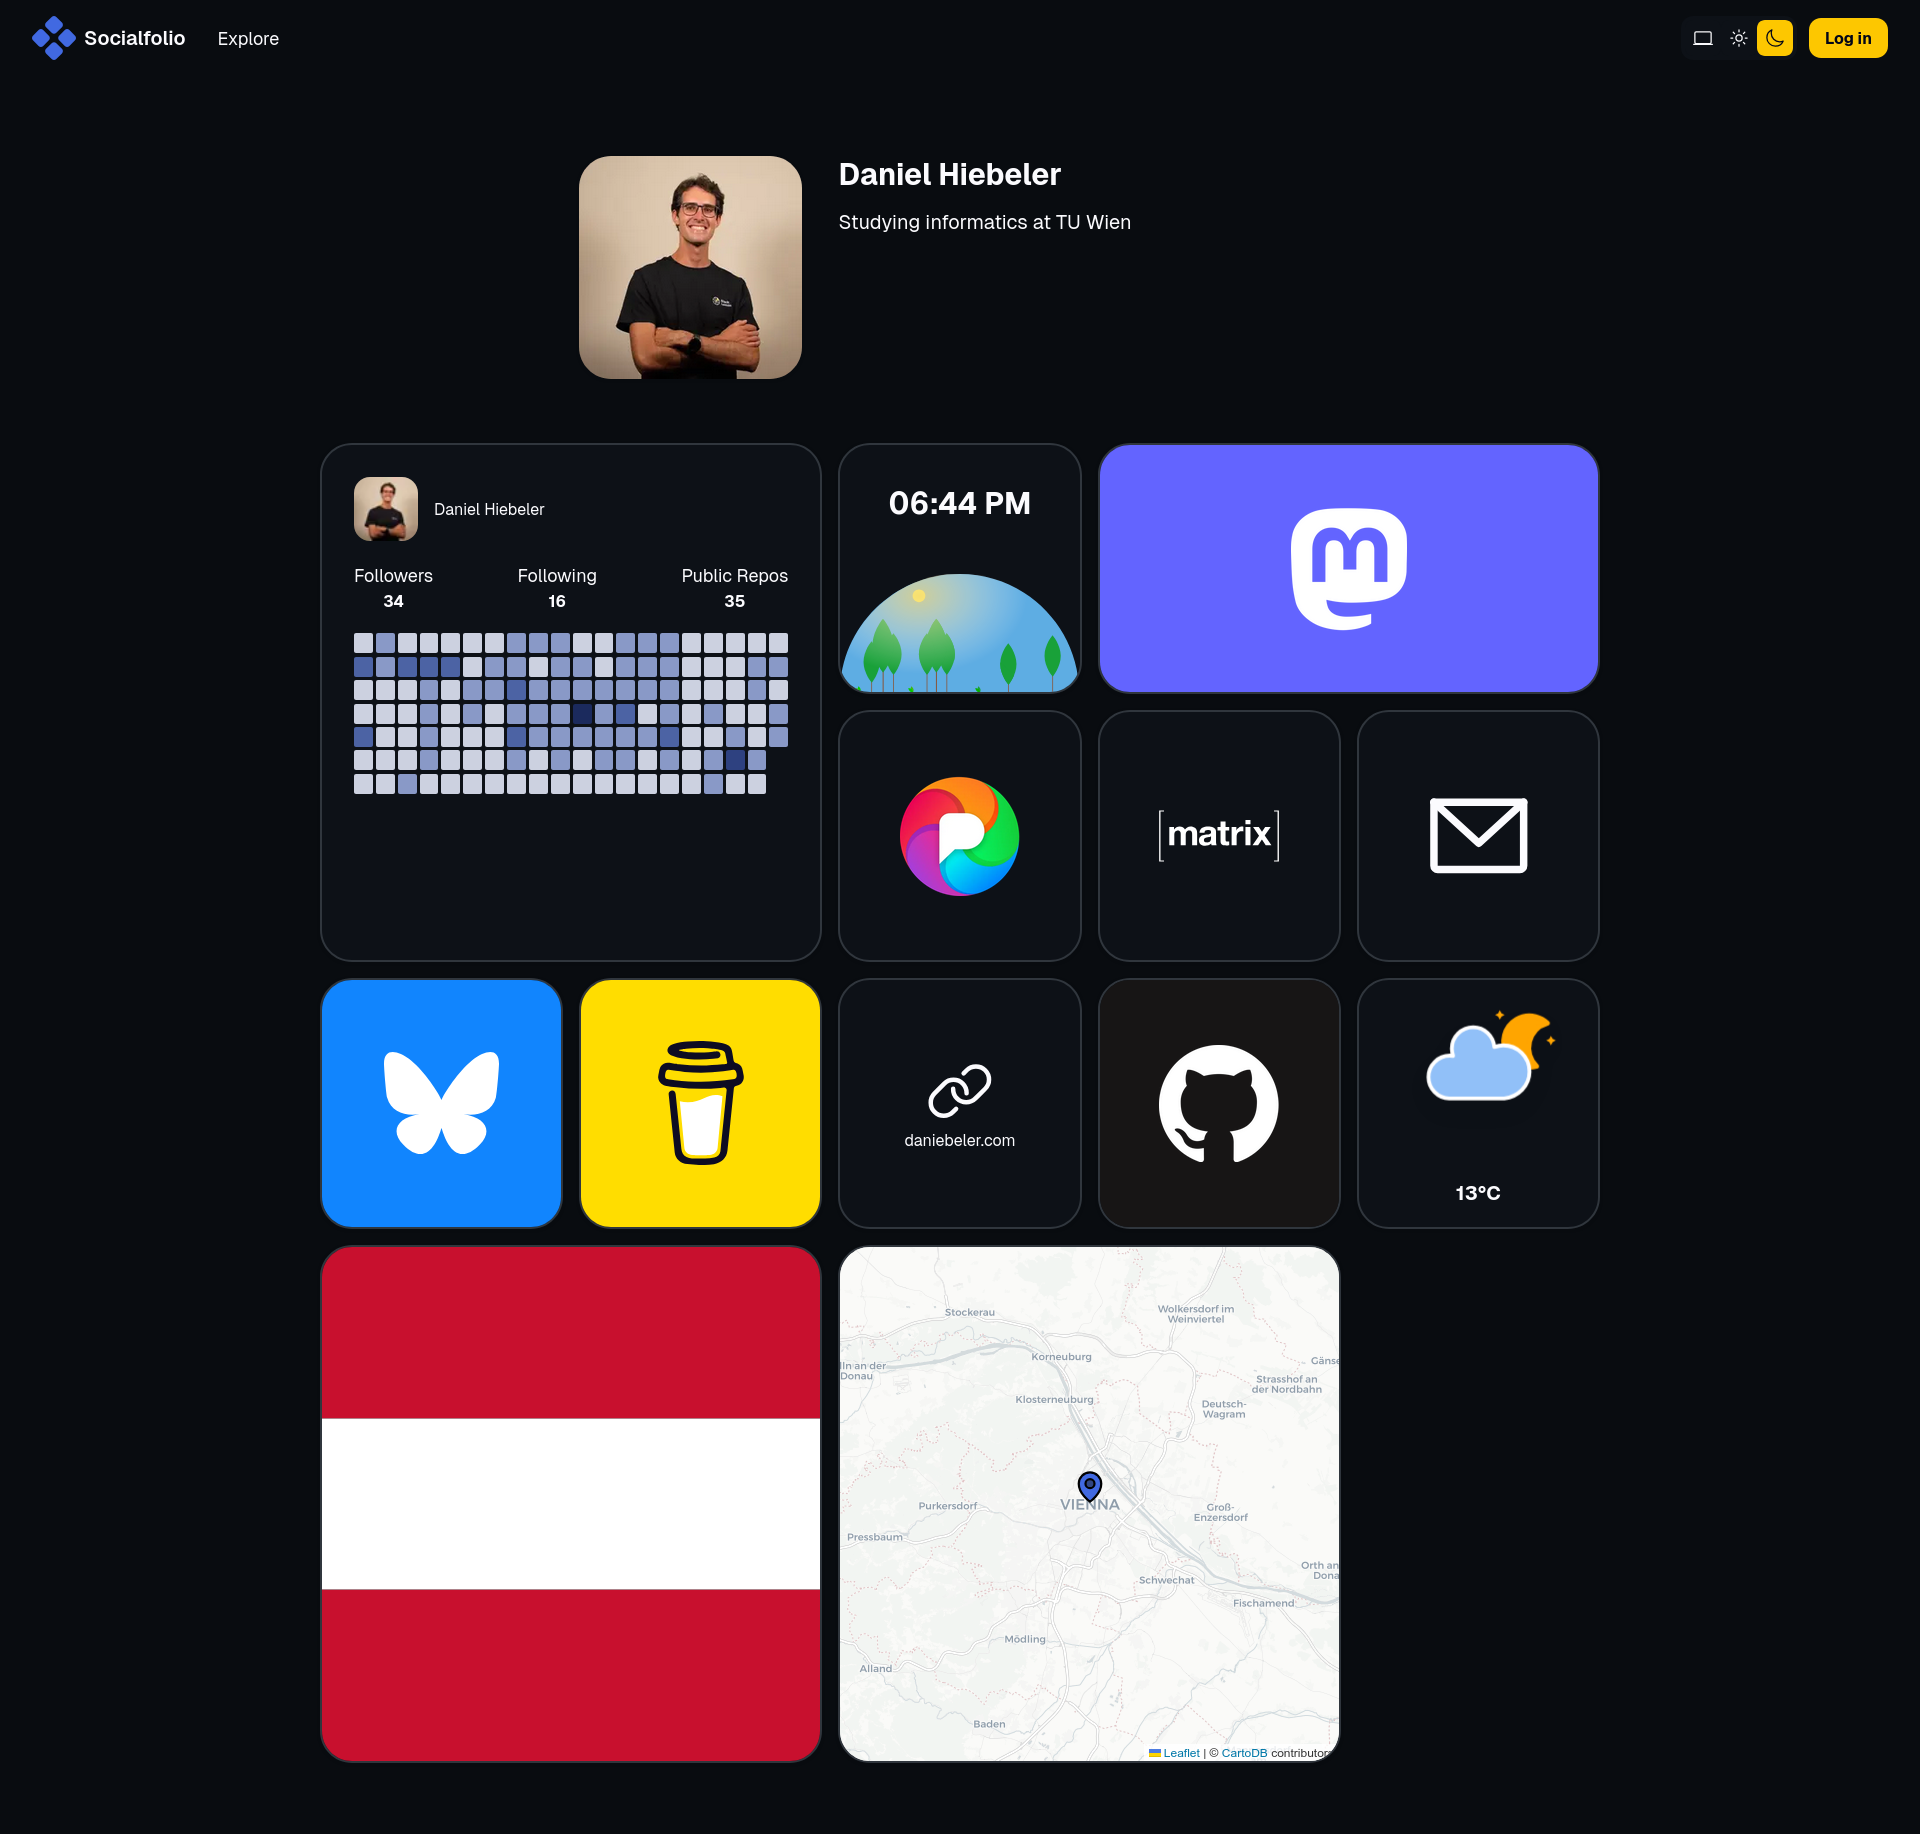 Socialfolio
Explore
Log in
Daniel Hiebeler
Studying informatics at TU Wien
Daniel Hiebeler
Followers
34
Following
16
Public Repos
35
06:44 PM
[matrix]
daniebeler.com
13°C
Stockerau
Wolkersdorf im
Weinviertel
Korneuburg
lln an der
Donau
Gänse
Strasshof an
der Nordbahn
Klosterneuburg
Deutsch-
Wagram
VIENNA
Purkersdorf
Groß-
Enzersdorf
Pressbaum
Orth an
Dona
Schwechat
Fischamend
Mödling
Alland
Baden
Leaflet | © CartoDB contributors